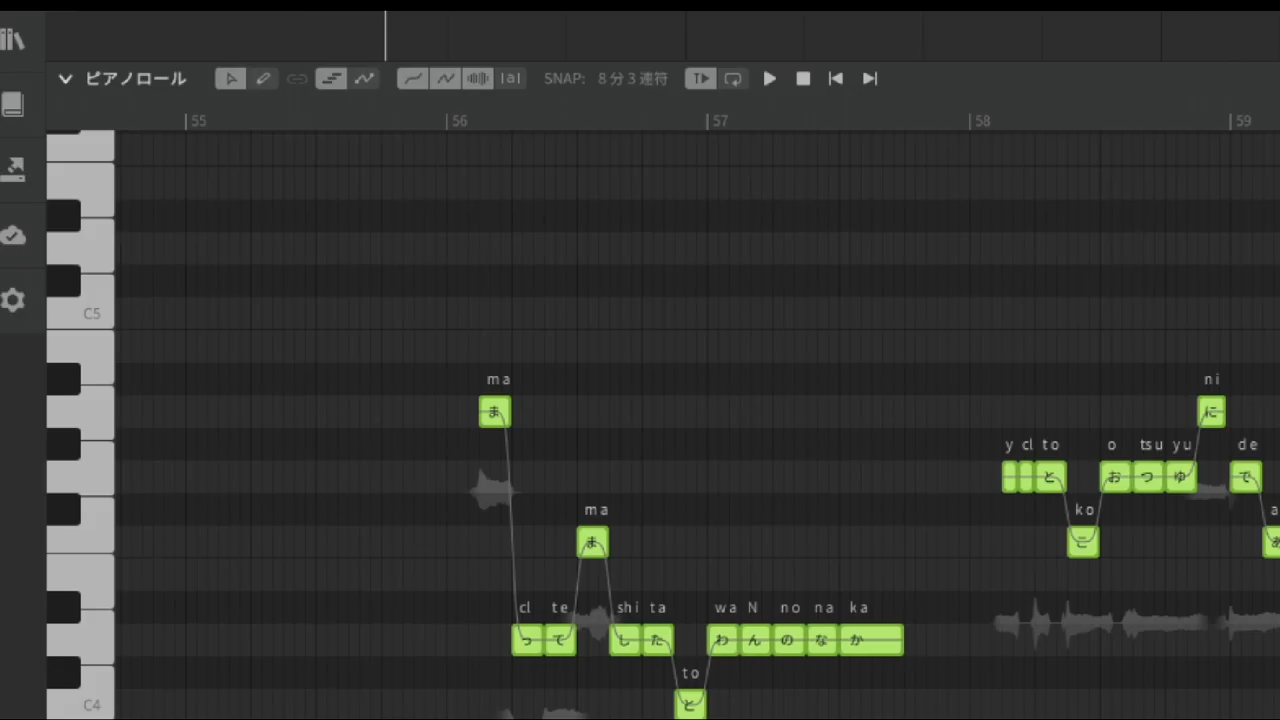 ピアノロール |a| SNAP: 8分3連符
55 56 57 58 59
C5
ma
ま
ni
に
y cl to o tsu yu de
と お つ ゆ で
ko a
こ あ
ma
ま
cl te shi ta wa N no na ka
っ て し た わ ん の な か
to
と
C4